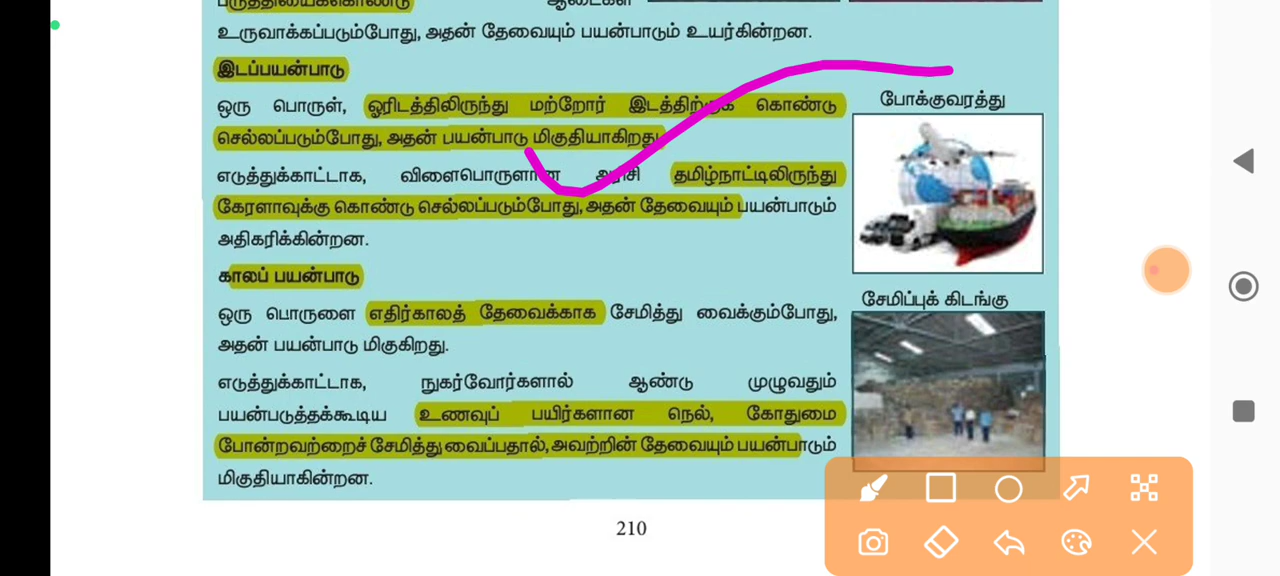 பருத்தியைக்கொண்டு ஆடைகள்
உருவாக்கப்படும்போது, அதன் தேவையும் பயன்பாடும் உயர்கின்றன.
இடப்பயன்பாடு
ஒரு பொருள், ஓரிடத்திலிருந்து மற்றோர் இடத்திற்குக் கொண்டு
செல்லப்படும்போது, அதன் பயன்பாடு மிகுதியாகிறது.
எடுத்துக்காட்டாக, விளைபொருளான அரிசி தமிழ்நாட்டிலிருந்து
கேரளாவுக்கு கொண்டு செல்லப்படும்போது, அதன் தேவையும் பயன்பாடும்
அதிகரிக்கின்றன.
போக்குவரத்து
காலப் பயன்பாடு
ஒரு பொருளை எதிர்காலத் தேவைக்காக சேமித்து வைக்கும்போது,
அதன் பயன்பாடு மிகுகிறது.
எடுத்துக்காட்டாக, நுகர்வோர்களால் ஆண்டு முழுவதும்
பயன்படுத்தக்கூடிய உணவுப் பயிர்களான நெல், கோதுமை
போன்றவற்றைச் சேமித்து வைப்பதால், அவற்றின் தேவையும் பயன்பாடும்
மிகுதியாகின்றன.
சேமிப்புக் கிடங்கு
210